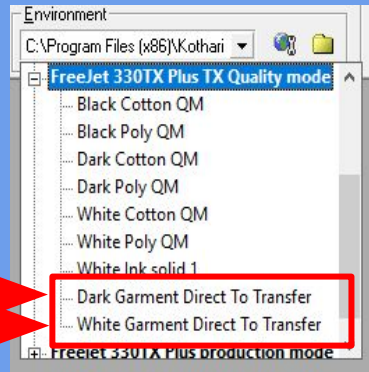 Environment
C:\Program Files (x86)\Kothari
FreeJet 330TX Plus TX Quality mode
Black Cotton QM
Black Poly QM
Dark Cotton QM
Dark Poly QM
White Cotton QM
White Poly QM
White Ink solid 1
Dark Garment Direct To Transfer
White Garment Direct To Transfer
FreeJet 330TX Plus production mode